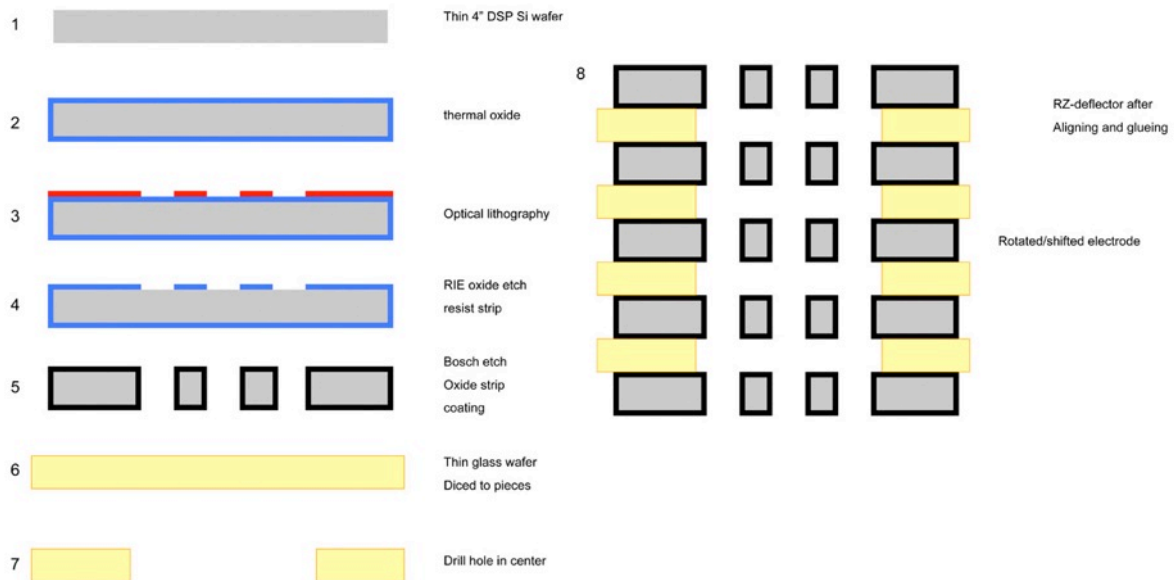 1
Thin 4” DSP Si wafer
2
thermal oxide
3
Optical lithography
4
RIE oxide etch
resist strip
5
Bosch etch
Oxide strip
coating
6
Thin glass wafer
Diced to pieces
7
Drill hole in center
8
RZ-deflector after
Aligning and glueing
Rotated/shifted electrode